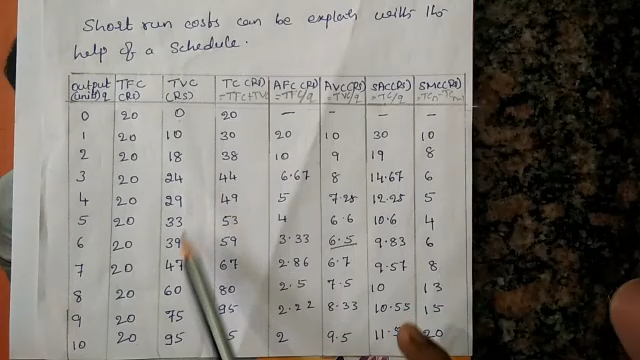 Short run costs can be explain with the
help of a Schedule.
output (units) q TFC (RS) TVC (RS) TC (RS) =TFC+TVC AFC (RS) =TFC/q AVC (RS) =TVC/q SAC (RS) =TC/q SMC (RS)
0 20 0 20 — — — —
1 20 10 30 20 10 30 10
2 20 18 38 10 9 19 8
3 20 24 44 6.67 8 14.67 6
4 20 29 49 5 7.25 12.25 5
5 20 33 53 4 6.6 10.6 4
6 20 39 59 3.33 6.5 9.83 6
7 20 47 67 2.86 6.7 9.57 8
8 20 60 80 2.5 7.5 10 13
9 20 75 95 2.22 8.33 10.55 15
10 20 95 5 2 9.5 11.5 20